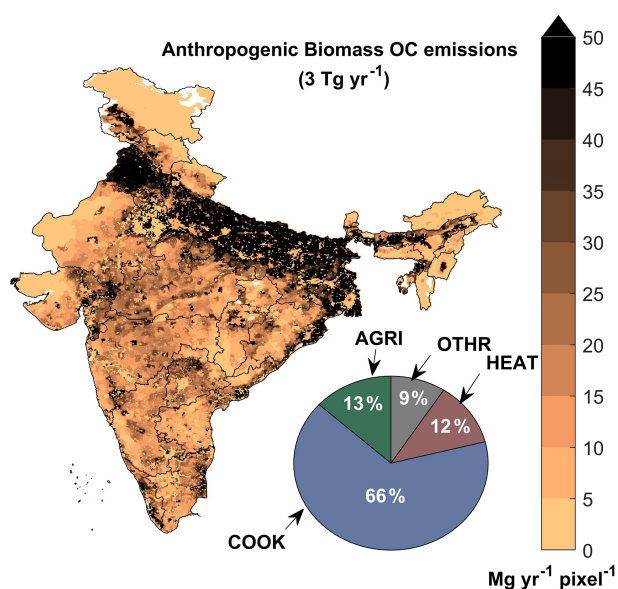 Anthropogenic Biomass OC emissions
(3 Tg yr⁻¹)
50
45
40
35
30
25
20
15
10
5
0
Mg yr⁻¹ pixel⁻¹
AGRI
OTHR
HEAT
13%
9%
12%
66%
COOK